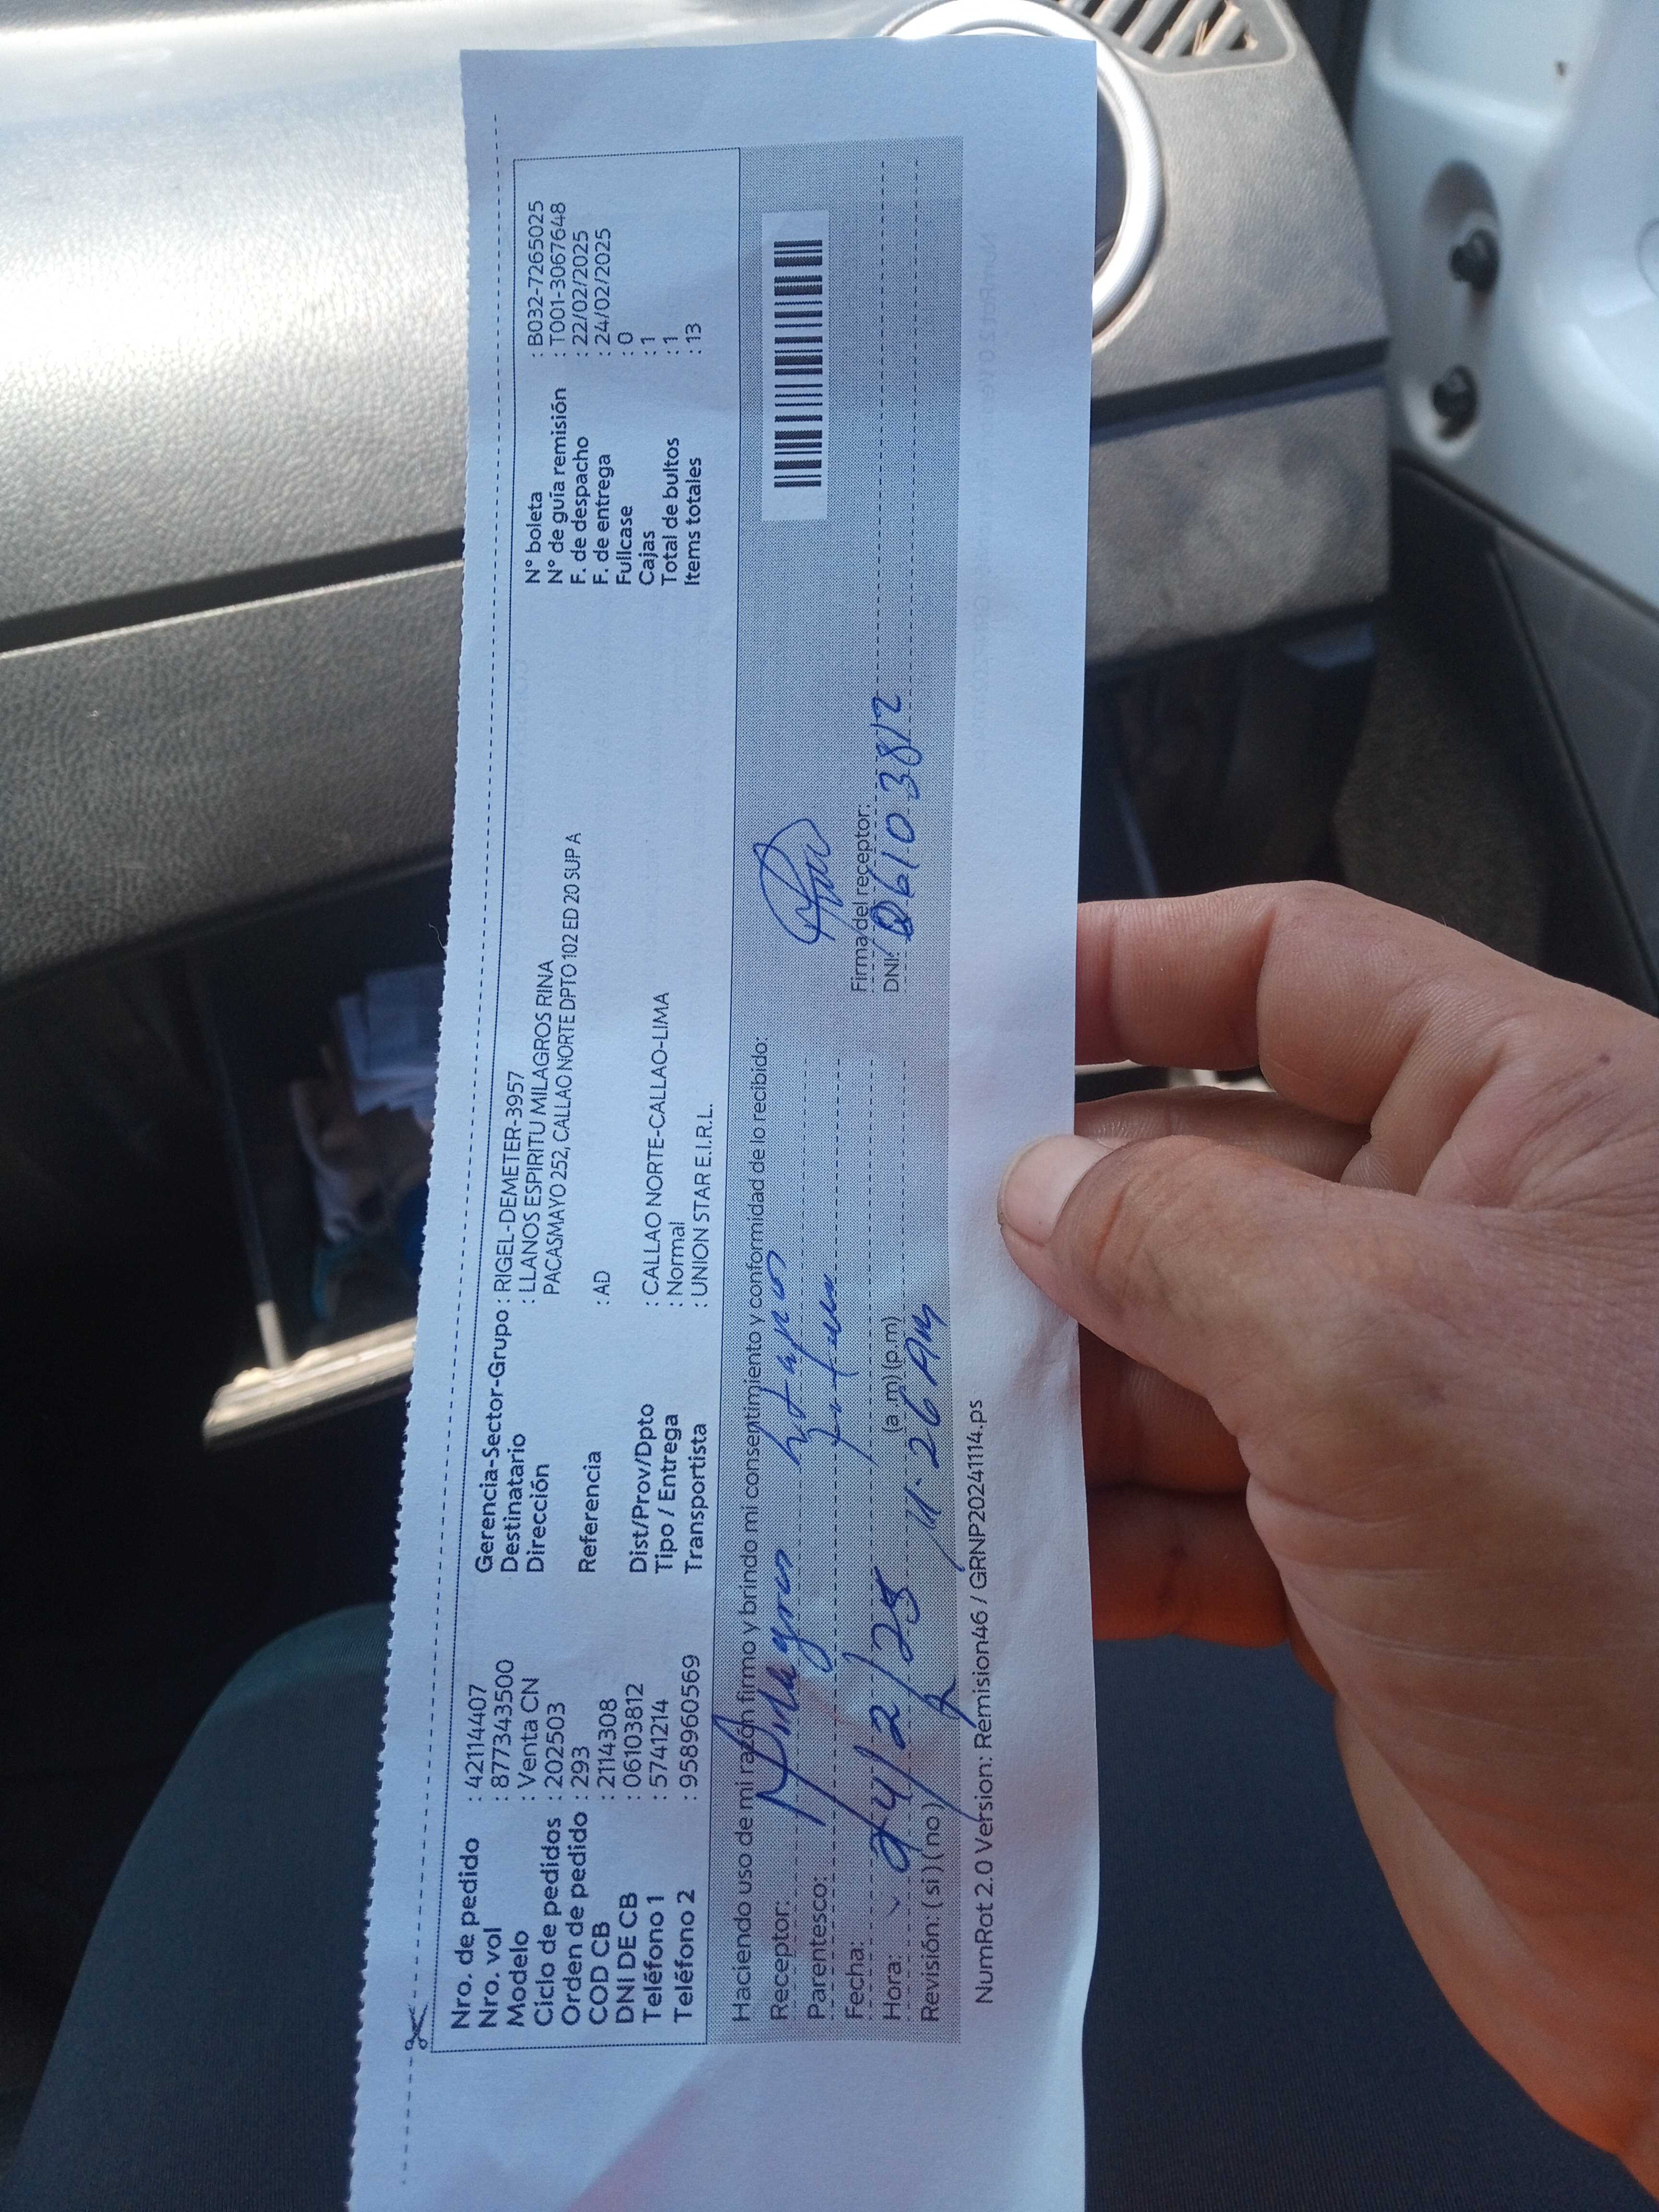 Nro. de pedido : 42114407
Nro. vol : 877343500
Modelo : Venta CN
Ciclo de pedidos : 202503
Orden de pedido : 293
COD CB : 2114308
DNI DE CB : 06103812
Teléfono 1 : 5741214
Teléfono 2 : 958960569
Gerencia-Sector-Grupo : RIGEL-DEMETER-3957
Destinatario : LLANOS ESPIRITU MILAGROS RINA
Dirección PACASMAYO 252, CALLAO NORTE DPTO 102 ED 20 SUP A
Referencia : AD
Dist/Prov/Dpto : CALLAO NORTE-CALLAO-LIMA
Tipo / Entrega : Normal
Transportista : UNION STAR E.I.R.L.
N° boleta : B032-7265025
N° de guía remisión : T001-3067648
F. de despacho : 22/02/2025
F. de entrega : 24/02/2025
Fullcase : 0
Cajas : 1
Total de bultos : 1
Items totales : 13
Haciendo uso de mi razón firmo y brindo mi consentimiento y conformidad de lo recibido:
Receptor: Milagros
Parentesco:
Fecha: 24/2/25
Hora: (a.m) (p.m) 11:26 AM
Revisión: (si) (no)
Firma del receptor:
DNI: 06103812
NumRot 2.0 Version: Remision46 / GRNP20241114.ps